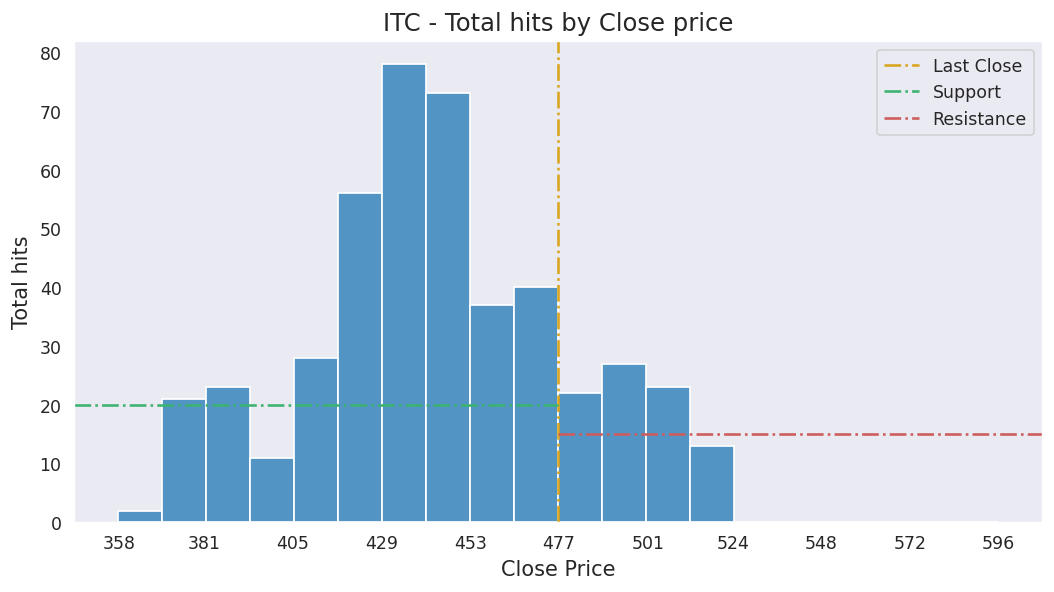 ITC - Total hits by Close price
Last Close
Support
Resistance
Total hits
80
70
60
50
40
30
20
10
0
358 381 405 429 453 477 501 524 548 572 596
Close Price